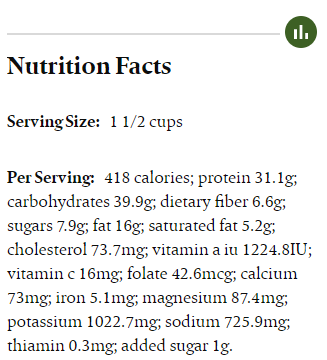 Nutrition Facts
Serving Size: 1 1/2 cups
Per Serving: 418 calories; protein 31.1g;
carbohydrates 39.9g; dietary fiber 6.6g;
sugars 7.9g; fat 16g; saturated fat 5.2g;
cholesterol 73.7mg; vitamin a iu 1224.8IU;
vitamin c 16mg; folate 42.6mcg; calcium
73mg; iron 5.1mg; magnesium 87.4mg;
potassium 1022.7mg; sodium 725.9mg;
thiamin 0.3mg; added sugar 1g.